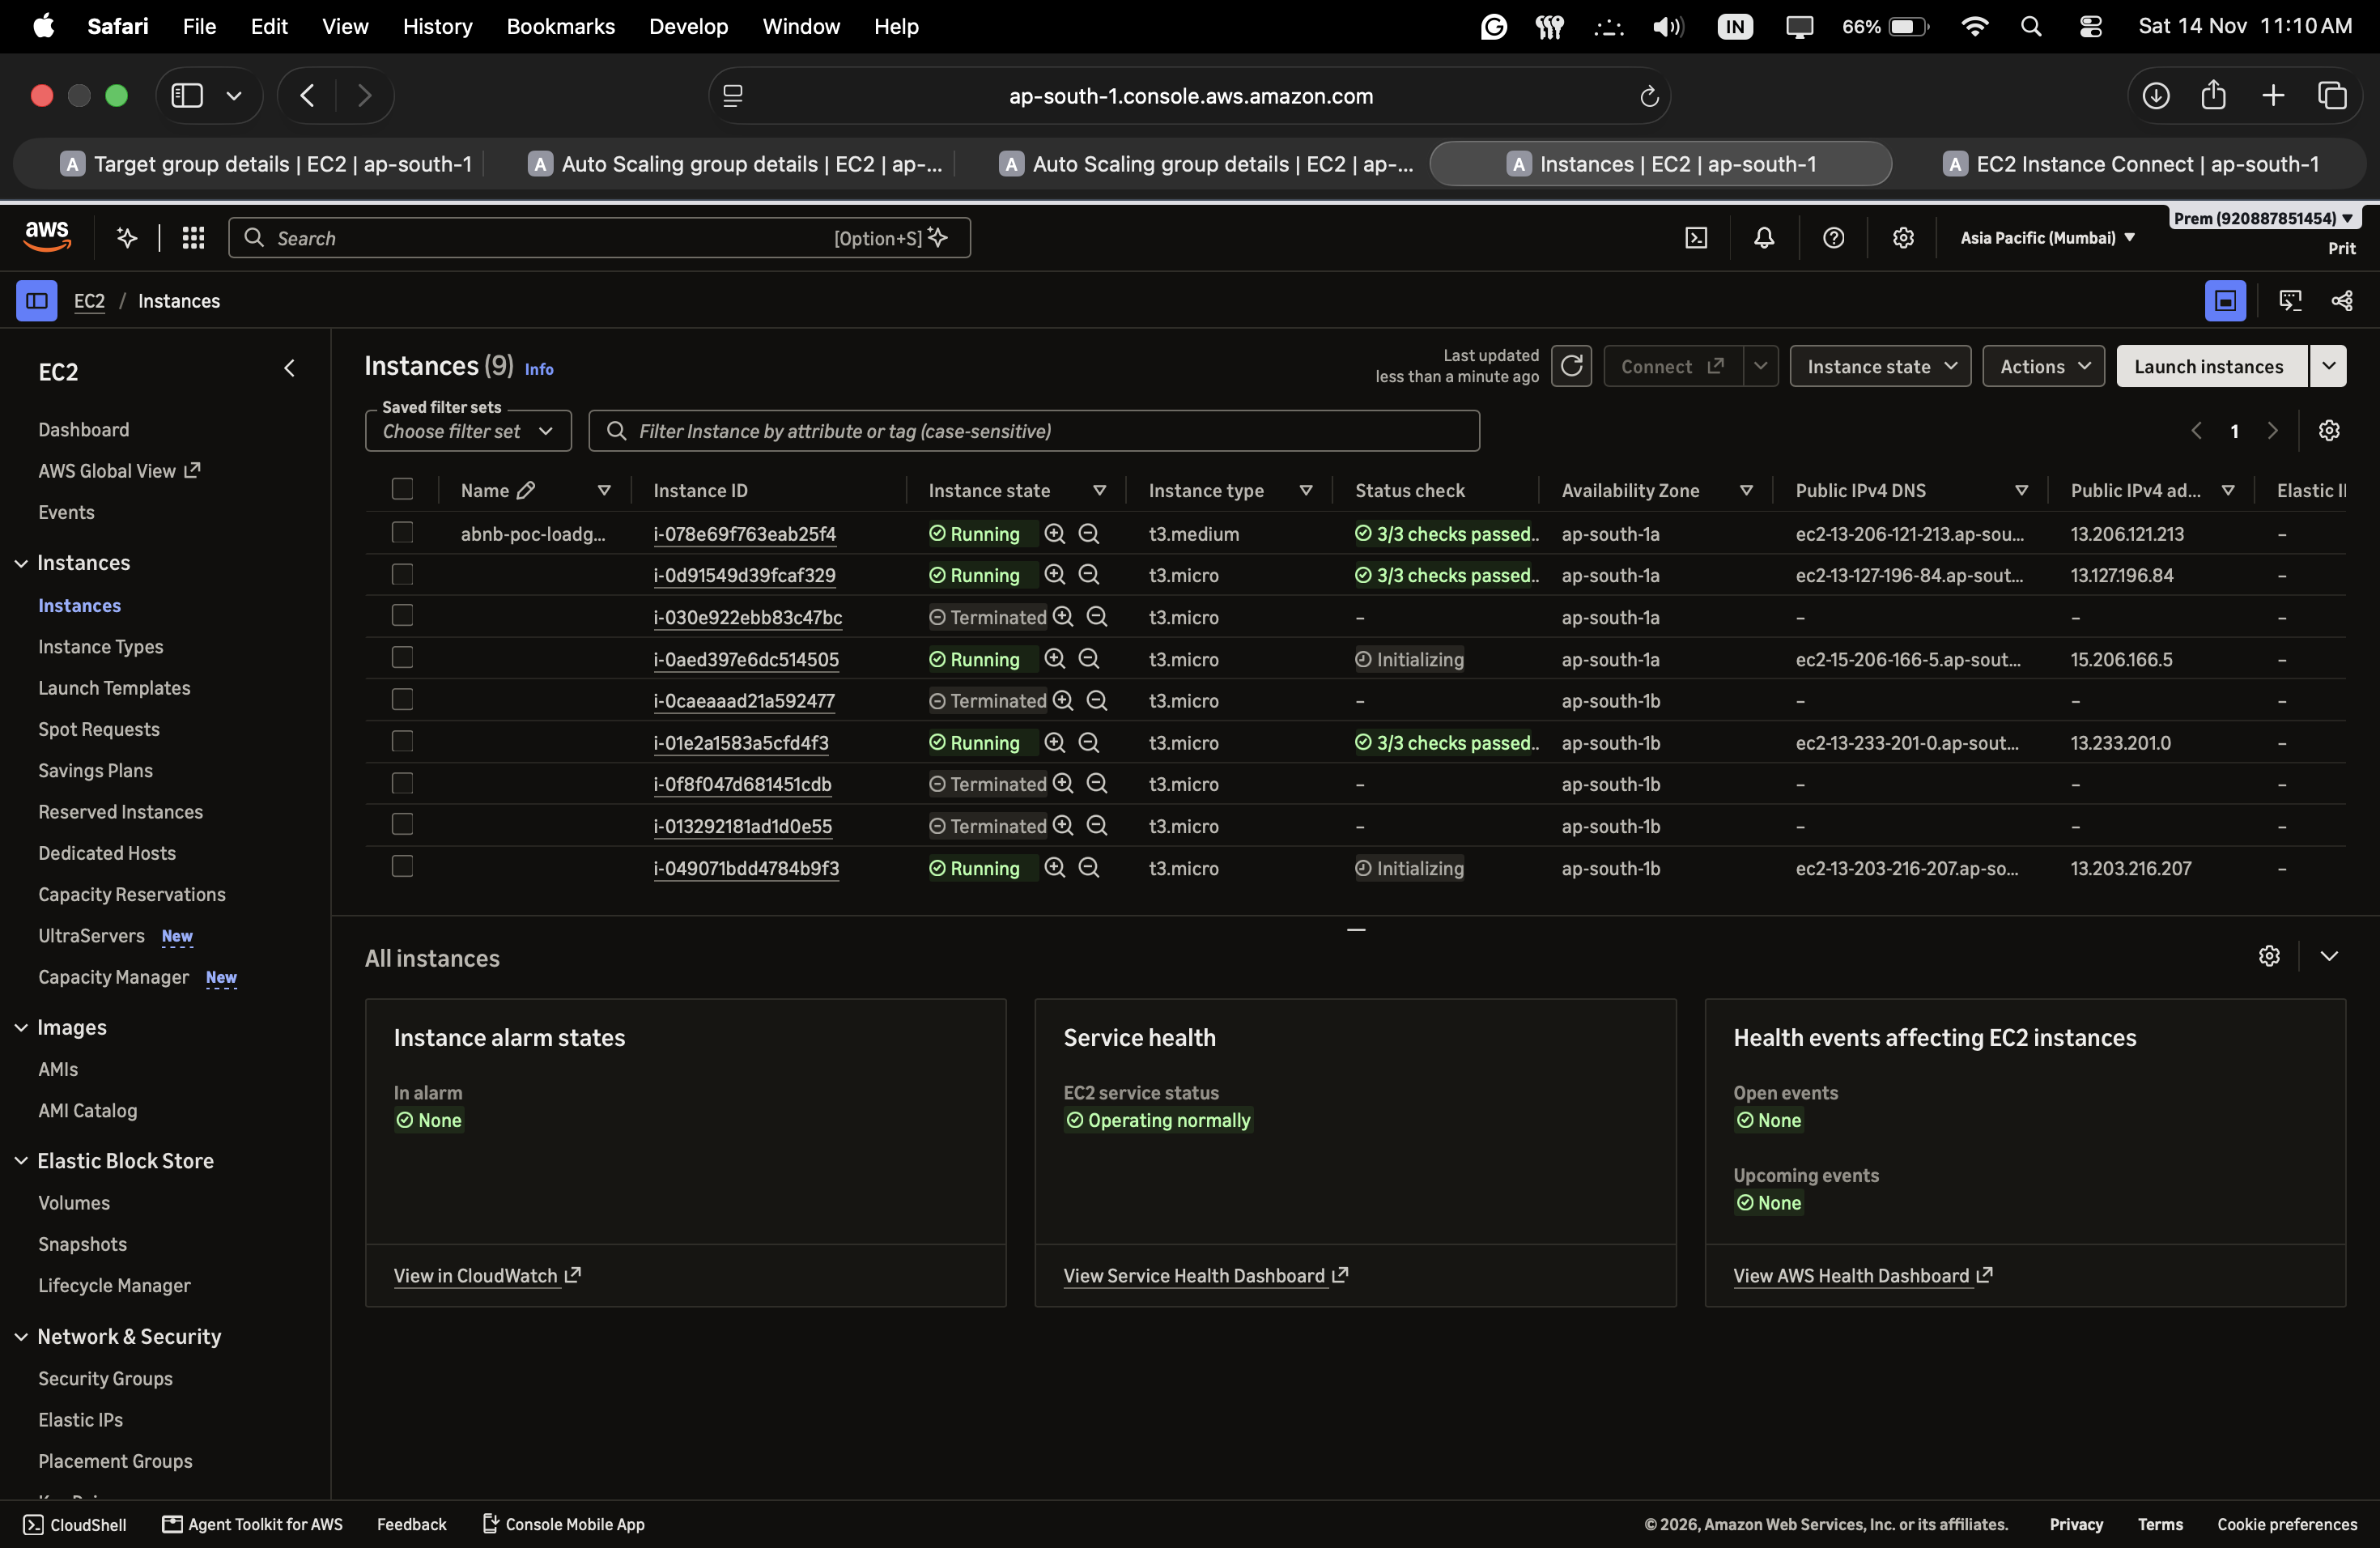 Safari File Edit View History Bookmarks Develop Window Help IN 66% Sat 14 Nov 11:10 AM
ap-south-1.console.aws.amazon.com
A Target group details | EC2 | ap-south-1 A Auto Scaling group details | EC2 | ap-... A Auto Scaling group details | EC2 | ap-... A Instances | EC2 | ap-south-1 A EC2 Instance Connect | ap-south-1
aws Search [Option+S] Asia Pacific (Mumbai) Prem (920887851454)
Prit
EC2 / Instances
EC2
Dashboard
AWS Global View
Events
Instances
Instances
Instance Types
Launch Templates
Spot Requests
Savings Plans
Reserved Instances
Dedicated Hosts
Capacity Reservations
UltraServers New
Capacity Manager New
Images
AMIs
AMI Catalog
Elastic Block Store
Volumes
Snapshots
Lifecycle Manager
Network & Security
Security Groups
Elastic IPs
Placement Groups
Instances (9) Info
Last updated
less than a minute ago
Connect Instance state Actions Launch instances
Saved filter sets
Choose filter set
Filter Instance by attribute or tag (case-sensitive)
1
Name Instance ID Instance state Instance type Status check Availability Zone Public IPv4 DNS Public IPv4 ad... Elastic I
abnb-poc-loadg... i-078e69f763eab25f4 Running t3.medium 3/3 checks passed.. ap-south-1a ec2-13-206-121-213.ap-sou... 13.206.121.213 –
i-0d91549d39fcaf329 Running t3.micro 3/3 checks passed.. ap-south-1a ec2-13-127-196-84.ap-sout... 13.127.196.84 –
i-030e922ebb83c47bc Terminated t3.micro – ap-south-1a – – –
i-0aed397e6dc514505 Running t3.micro Initializing ap-south-1a ec2-15-206-166-5.ap-sout... 15.206.166.5 –
i-0caeaaad21a592477 Terminated t3.micro – ap-south-1b – – –
i-01e2a1583a5cfd4f3 Running t3.micro 3/3 checks passed.. ap-south-1b ec2-13-233-201-0.ap-sout... 13.233.201.0 –
i-0f8f047d681451cdb Terminated t3.micro – ap-south-1b – – –
i-013292181ad1d0e55 Terminated t3.micro – ap-south-1b – – –
i-049071bdd4784b9f3 Running t3.micro Initializing ap-south-1b ec2-13-203-216-207.ap-so... 13.203.216.207 –
All instances
Instance alarm states
In alarm
None
View in CloudWatch
Service health
EC2 service status
Operating normally
View Service Health Dashboard
Health events affecting EC2 instances
Open events
None
Upcoming events
None
View AWS Health Dashboard
CloudShell Agent Toolkit for AWS Feedback Console Mobile App © 2026, Amazon Web Services, Inc. or its affiliates. Privacy Terms Cookie preferences